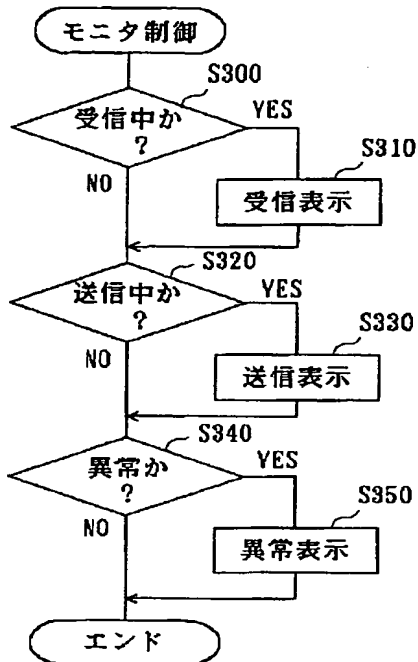 モニタ制御
S300
受信中か
?
YES
NO
S310
受信表示
S320
送信中か
?
YES
NO
S330
送信表示
S340
異常か
?
YES
NO
S350
異常表示
エンド